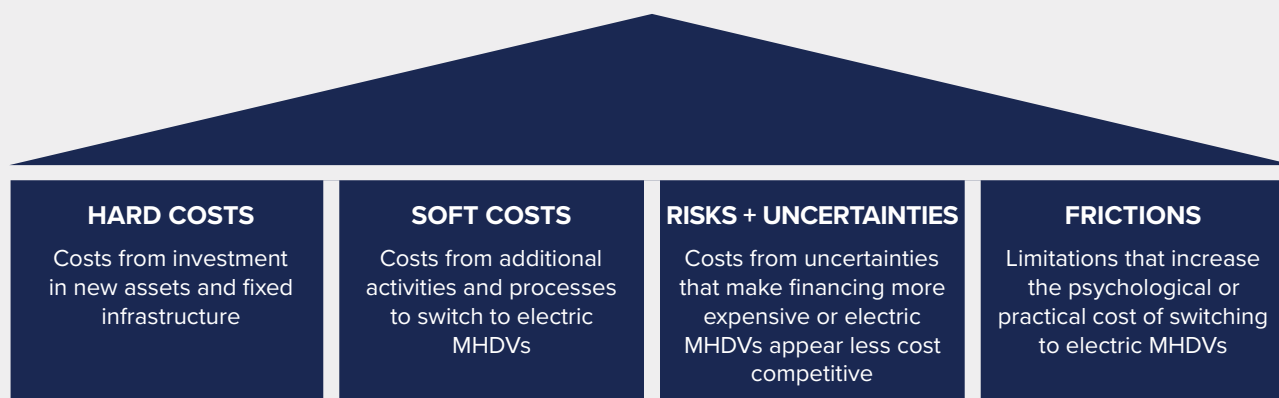 HARD COSTS
Costs from investment
in new assets and fixed
infrastructure
SOFT COSTS
Costs from additional
activities and processes
to switch to electric
MHDVs
RISKS + UNCERTAINTIES
Costs from uncertainties
that make financing more
expensive or electric
MHDVs appear less cost
competitive
FRICTIONS
Limitations that increase
the psychological or
practical cost of switching
to electric MHDVs